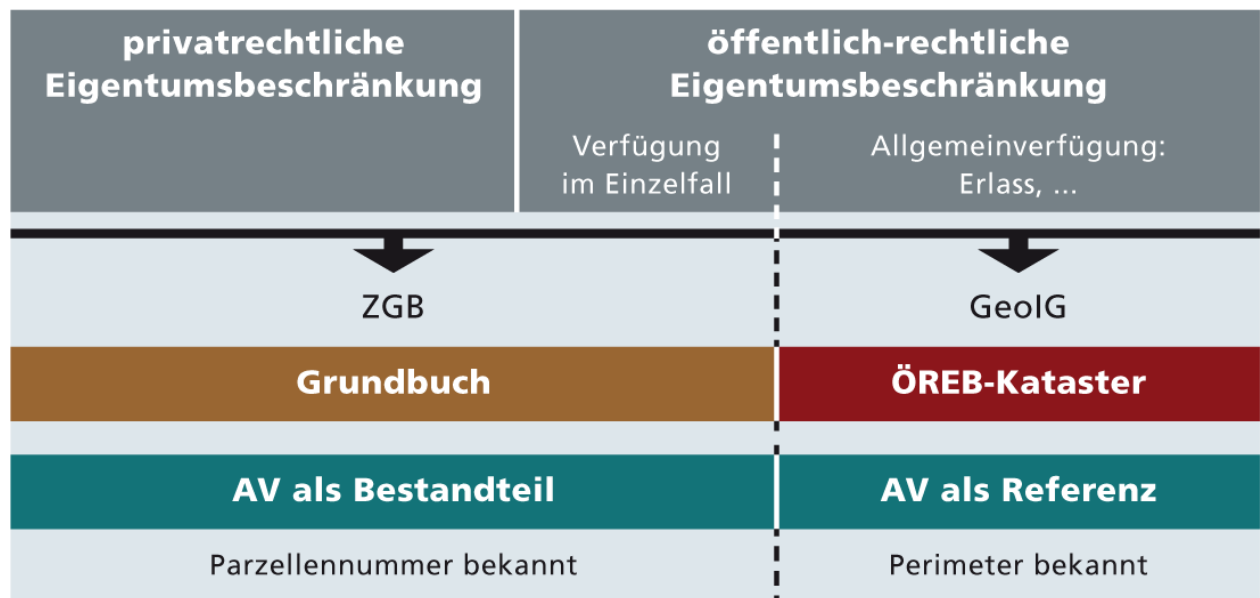 privatrechtliche
Eigentumsbeschränkung
öffentlich-rechtliche
Eigentumsbeschränkung
Verfügung
im Einzelfall
Allgemeinverfügung:
Erlass, ...
ZGB
GeoIG
Grundbuch
ÖREB-Kataster
AV als Bestandteil
AV als Referenz
Parzellennummer bekannt
Perimeter bekannt